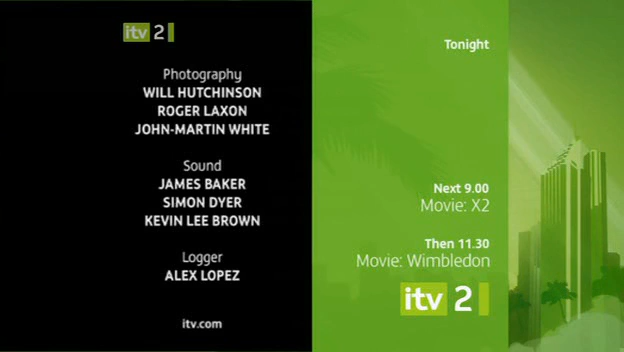 itv 2
Photography
WILL HUTCHINSON
ROGER LAXON
JOHN-MARTIN WHITE
Sound
JAMES BAKER
SIMON DYER
KEVIN LEE BROWN
Logger
ALEX LOPEZ
itv.com
Tonight
Next 9.00
Movie: X2
Then 11.30
Movie: Wimbledon
itv 2